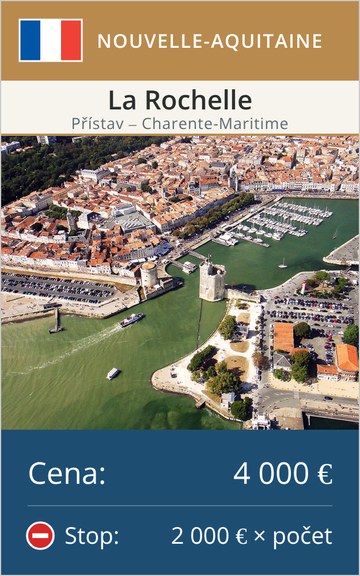 NOUVELLE-AQUITAINE
La Rochelle
Přístav – Charente-Maritime
Cena: 4 000 €
Stop: 2 000 € × počet